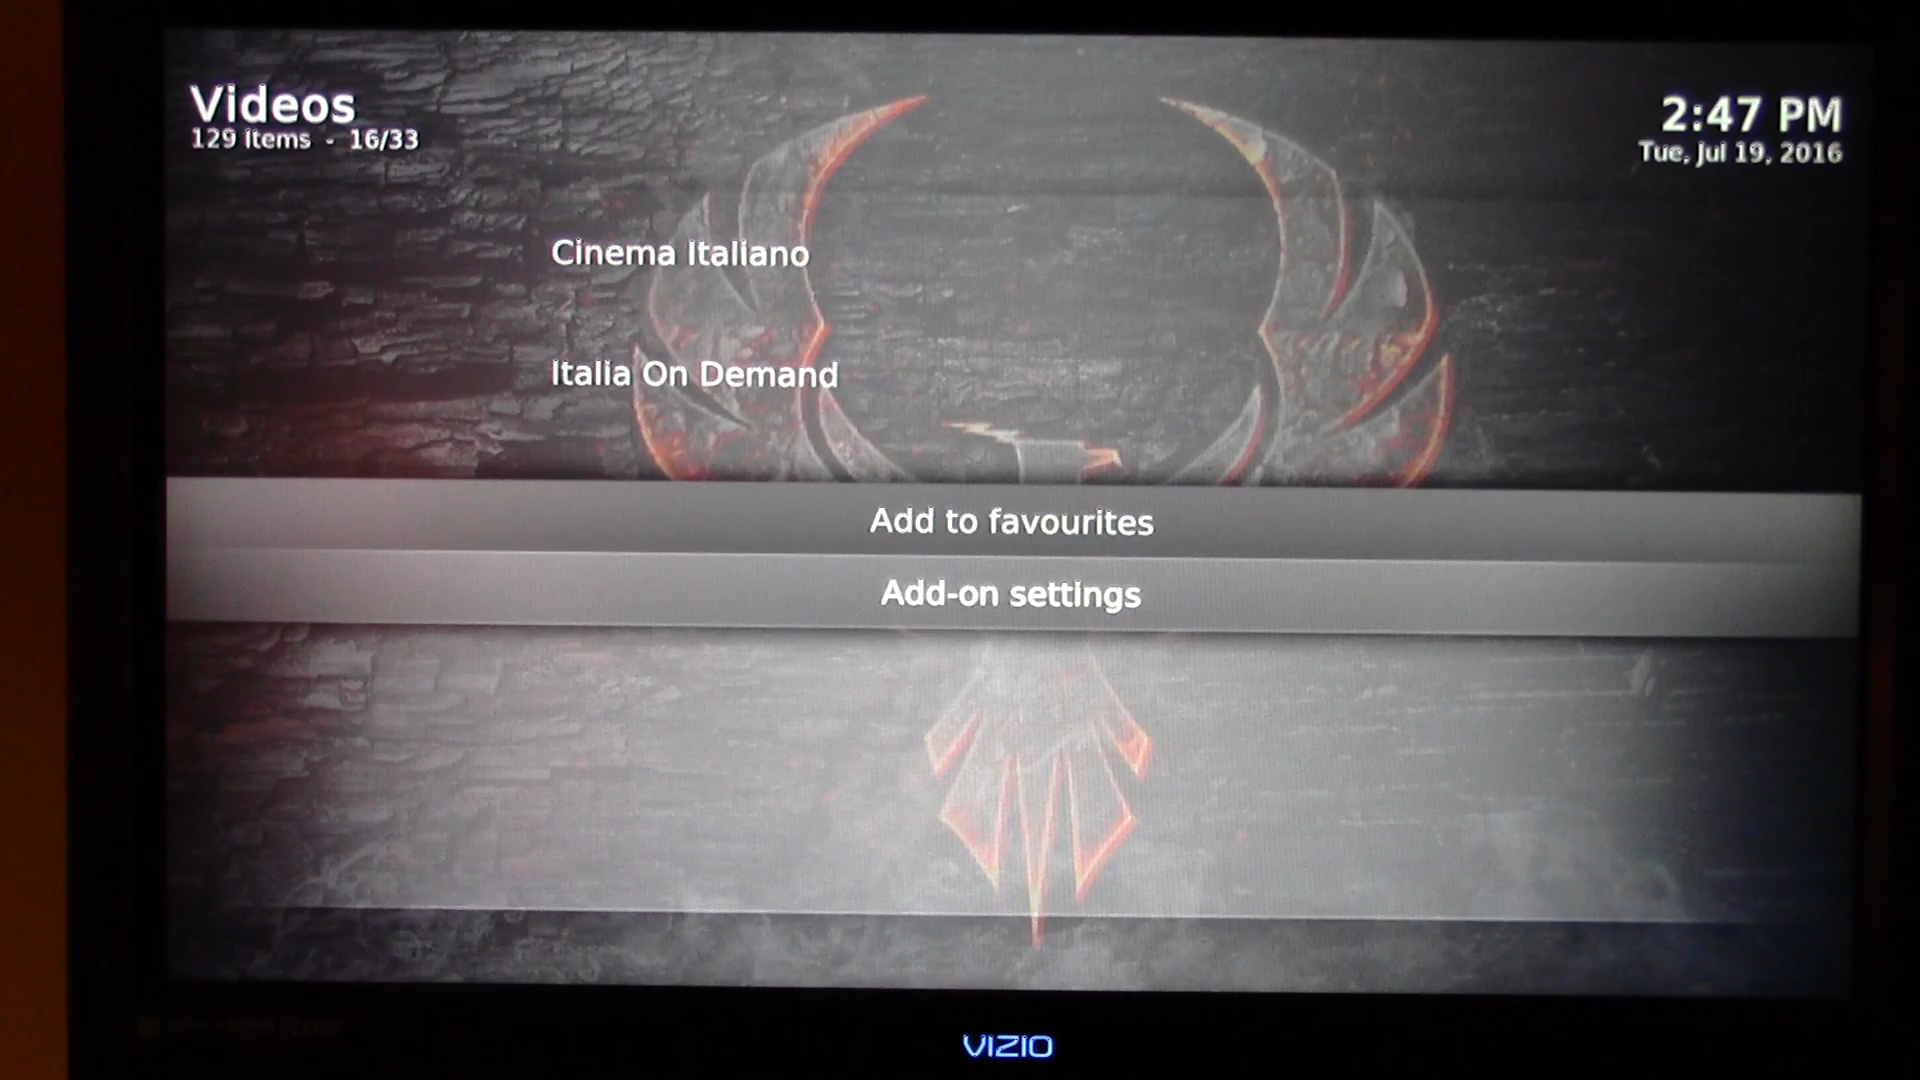 Videos
129 Items - 16/33
2:47 PM
Tue, Jul 19, 2016
Cinema Italiano
Italia On Demand
Add to favourites
Add-on settings
VIZIO